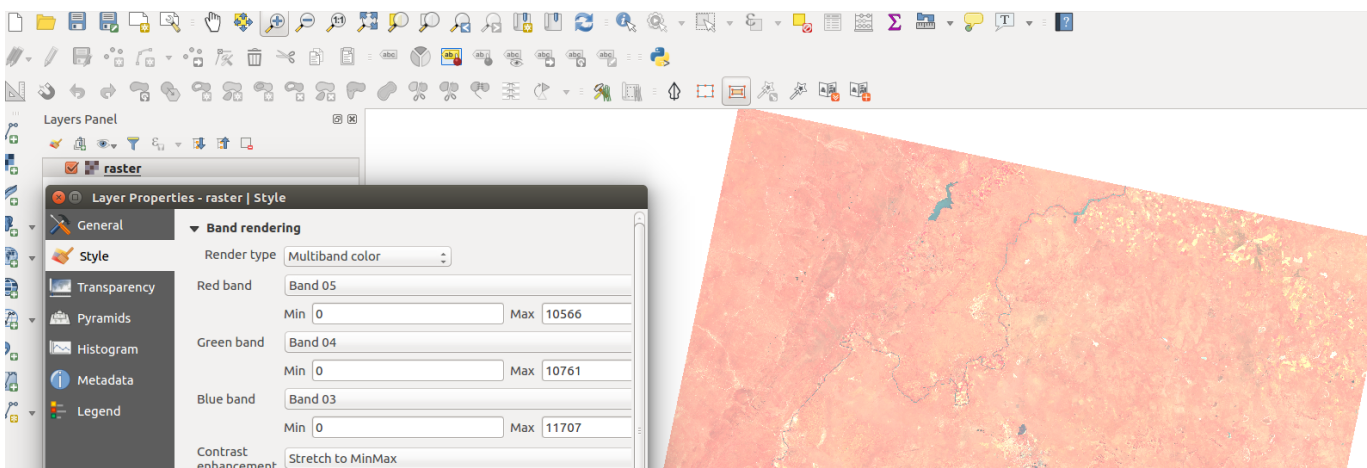 Layers Panel
raster
Layer Properties - raster | Style
General
Style
Transparency
Pyramids
Histogram
Metadata
Legend
Band rendering
Render type Multiband color
Red band Band 05
Min 0 Max 10566
Green band Band 04
Min 0 Max 10761
Blue band Band 03
Min 0 Max 11707
Contrast
enhancement Stretch to MinMax